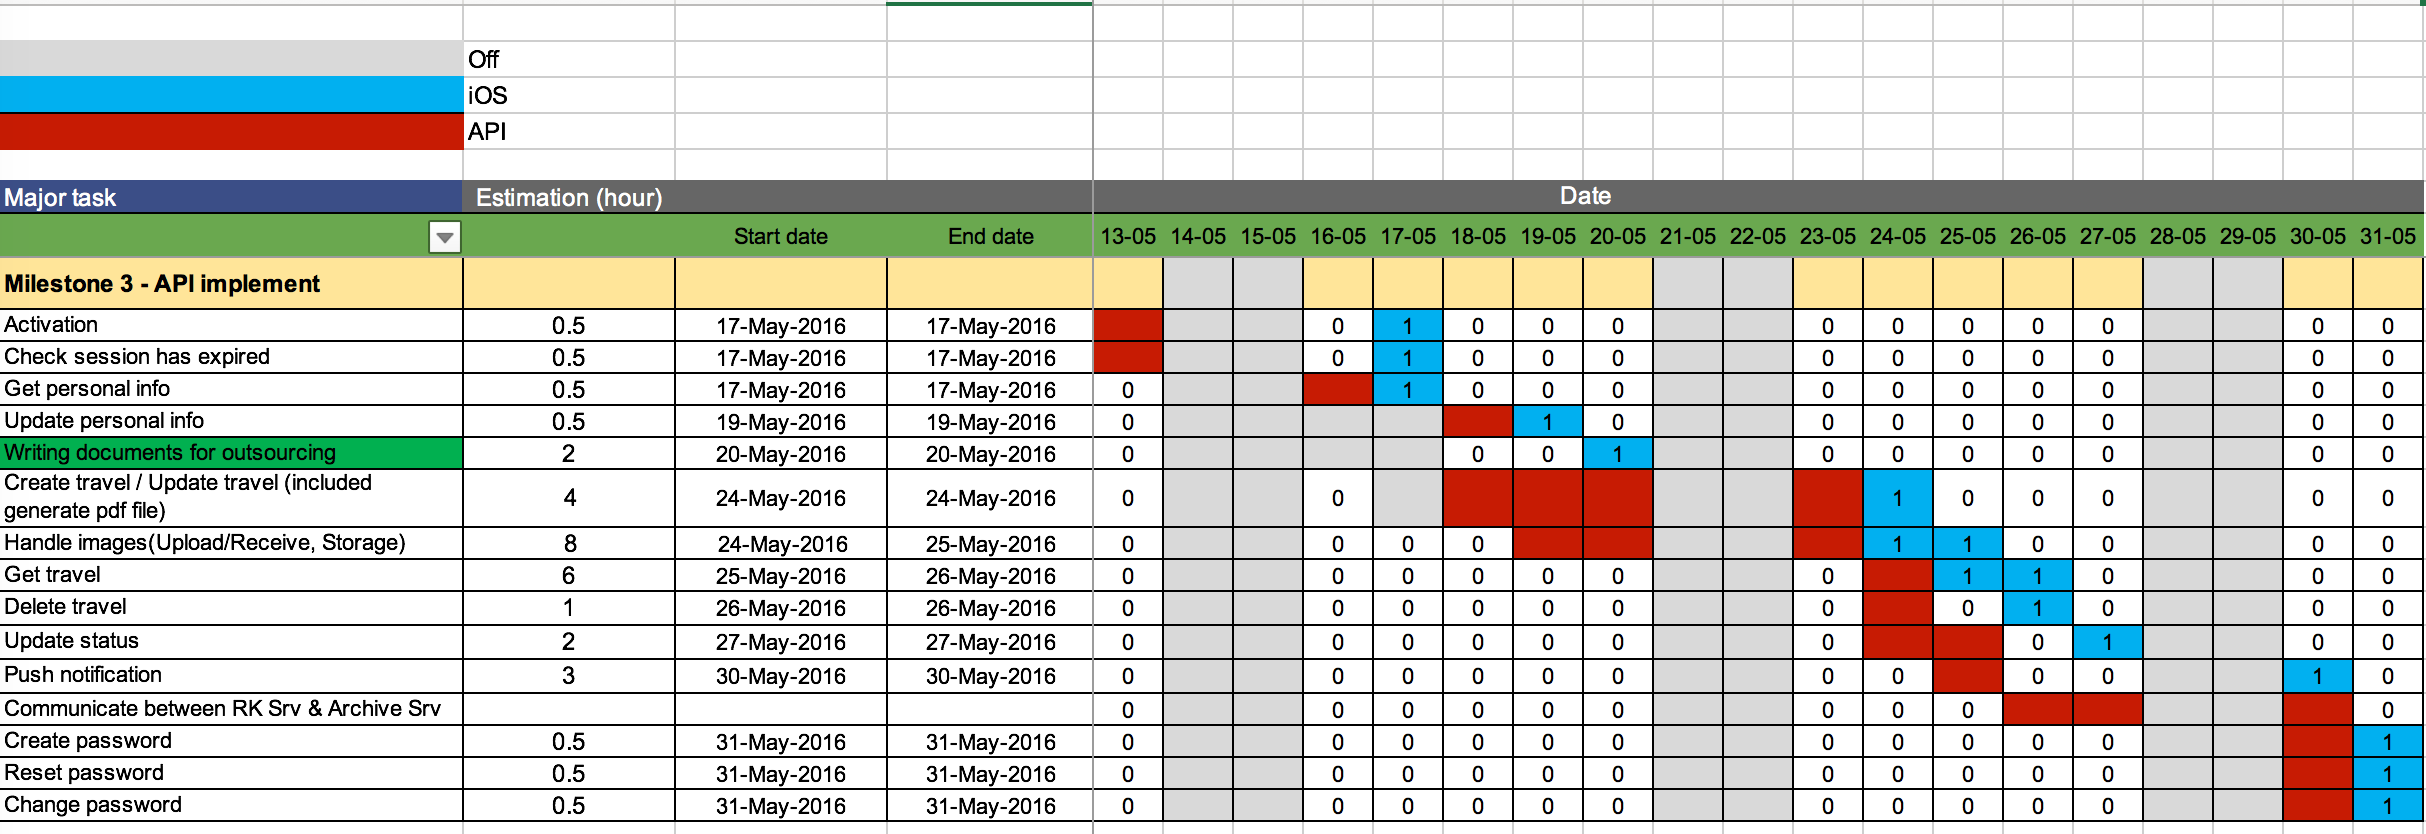 Off
iOS
API
Major task Estimation (hour) Date
Start date End date 13-05 14-05 15-05 16-05 17-05 18-05 19-05 20-05 21-05 22-05 23-05 24-05 25-05 26-05 27-05 28-05 29-05 30-05 31-05
Milestone 3 - API implement
Activation 0.5 17-May-2016 17-May-2016 0 1 0 0 0 0 0 0 0 0 0 0
Check session has expired 0.5 17-May-2016 17-May-2016 0 1 0 0 0 0 0 0 0 0 0 0
Get personal info 0.5 17-May-2016 17-May-2016 0 1 0 0 0 0 0 0 0 0 0 0
Update personal info 0.5 19-May-2016 19-May-2016 0 1 0 0 0 0 0 0 0 0
Writing documents for outsourcing 2 20-May-2016 20-May-2016 0 0 0 1 0 0 0 0 0 0 0
Create travel / Update travel (included
generate pdf file) 4 24-May-2016 24-May-2016 0 0 1 0 0 0 0 0
Handle images(Upload/Receive, Storage) 8 24-May-2016 25-May-2016 0 0 0 0 1 1 0 0 0 0
Get travel 6 25-May-2016 26-May-2016 0 0 0 0 0 0 0 1 1 0 0 0
Delete travel 1 26-May-2016 26-May-2016 0 0 0 0 0 0 0 0 1 0 0 0
Update status 2 27-May-2016 27-May-2016 0 0 0 0 0 0 0 0 1 0 0
Push notification 3 30-May-2016 30-May-2016 0 0 0 0 0 0 0 0 0 0 1 0
Communicate between RK Srv & Archive Srv 0 0 0 0 0 0 0 0 0 0
Create password 0.5 31-May-2016 31-May-2016 0 0 0 0 0 0 0 0 0 0 0 1
Reset password 0.5 31-May-2016 31-May-2016 0 0 0 0 0 0 0 0 0 0 0 1
Change password 0.5 31-May-2016 31-May-2016 0 0 0 0 0 0 0 0 0 0 0 1